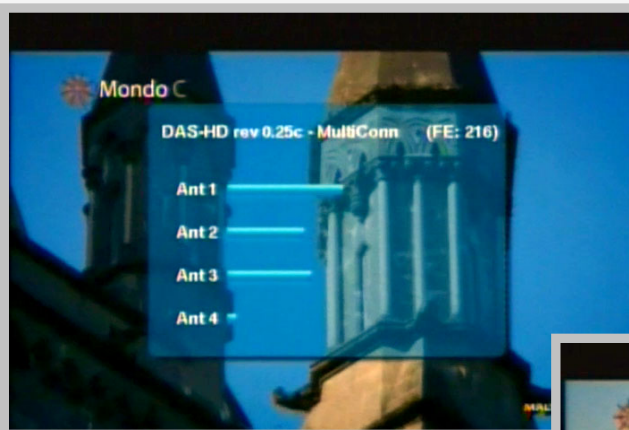 Mondo C
DAS-HD rev 0.25c - MultiConn (FE: 216)
Ant 1
Ant 2
Ant 3
Ant 4